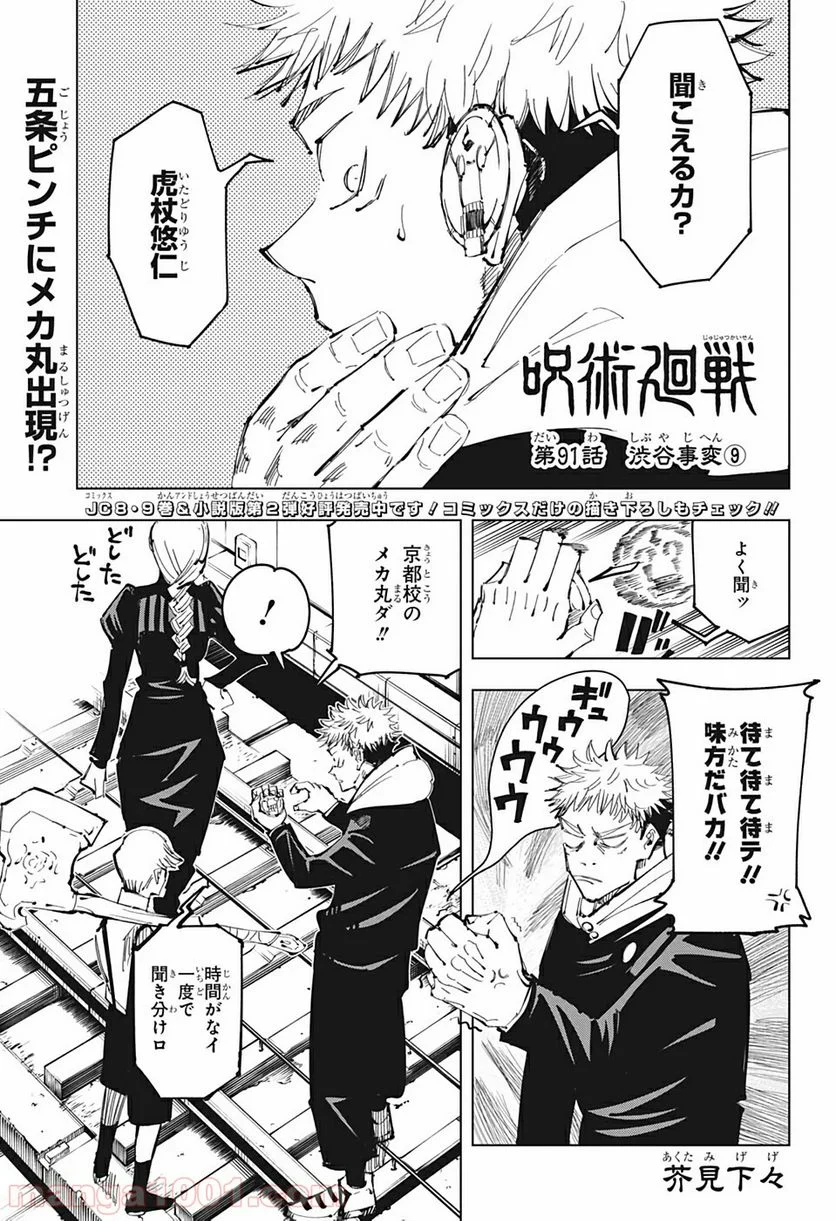 聞こえるカ?
虎杖悠仁
五条ピンチにメカ丸出現!?
呪術廻戦
第91話 渋谷事変⑨
JC8・9巻&小説版第2弾好評発売中です!コミックスだけの描き下ろしもチェック!!
よく聞ッ
ギュウウウウ
待て待て待テ!!
味方だバカ!!
京都校の
メカ丸ダ!!
!
どした
どした
時間がなイ
一度で
聞き分けロ
芥見下々
manga1001.com